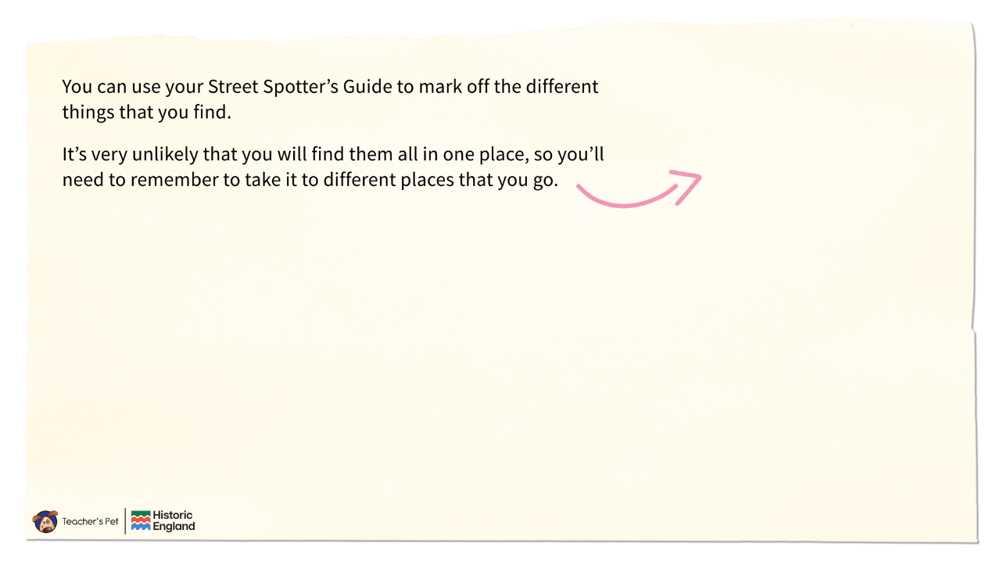 You can use your Street Spotter’s Guide to mark off the different
things that you find.
It’s very unlikely that you will find them all in one place, so you’ll
need to remember to take it to different places that you go.
Teacher's Pet
Historic
England